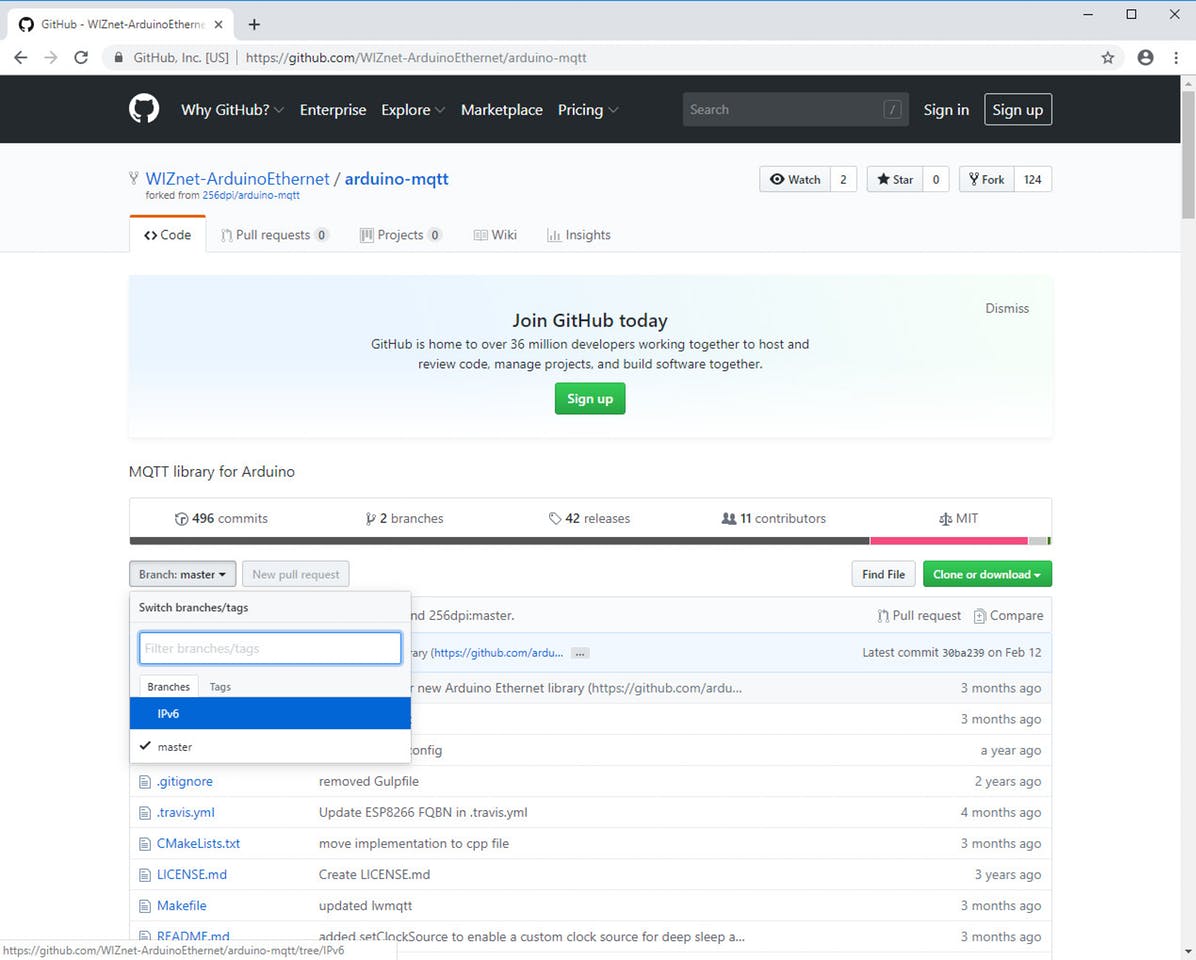 GitHub - WIZnet-ArduinoEtherne
GitHub, Inc. [US] | https://github.com/WIZnet-ArduinoEthernet/arduino-mqtt
Why GitHub? Enterprise Explore Marketplace Pricing Search / Sign in Sign up
WIZnet-ArduinoEthernet / arduino-mqtt Watch 2 Star 0 Fork 124
forked from 256dpi/arduino-mqtt
Code Pull requests 0 Projects 0 Wiki Insights
Dismiss
Join GitHub today
GitHub is home to over 36 million developers working together to host and
review code, manage projects, and build software together.
Sign up
MQTT library for Arduino
496 commits 2 branches 42 releases 11 contributors MIT
Branch: master New pull request Find File Clone or download
Switch branches/tags
nd 256dpi:master. Pull request Compare
Filter branches/tags
rary (https://github.com/ardu... ... Latest commit 30ba239 on Feb 12
Branches Tags
r new Arduino Ethernet library (https://github.com/ardu... 3 months ago
IPv6
3 months ago
master
config a year ago
.gitignore removed Gulpfile 2 years ago
.travis.yml Update ESP8266 FQBN in .travis.yml 4 months ago
CMakeLists.txt move implementation to cpp file 3 months ago
LICENSE.md Create LICENSE.md 3 years ago
Makefile updated lwmqtt 3 months ago
README.md added setClockSource to enable a custom clock source for deep sleep a... 3 months ago
https://github.com/WIZnet-ArduinoEthernet/arduino-mqtt/tree/IPv6